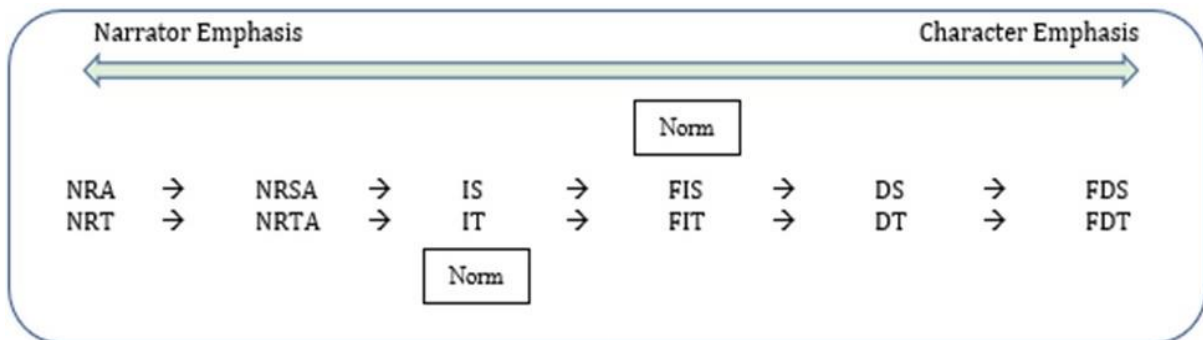 Narrator Emphasis Character Emphasis
Norm
NRA → NRSA → IS → FIS → DS → FDS
NRT → NRTA → IT → FIT → DT → FDT
Norm